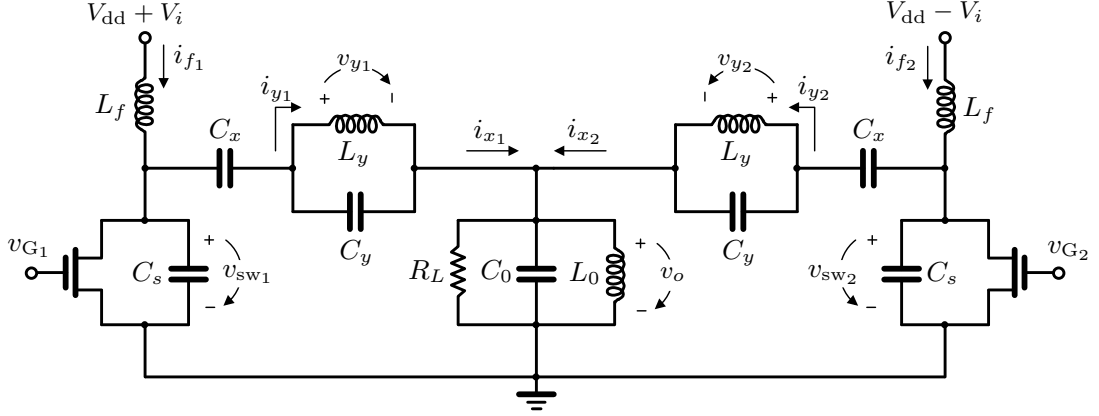 V_dd + V_i
V_dd − V_i
i_f1
i_f2
v_y1
v_y2
L_f
i_y1
+
-
-
+
i_y2
L_f
C_x
L_y
i_x1
i_x2
L_y
C_x
v_G1
C_s
+
v_sw1
−
C_y
R_L
C_0
L_0
+
v_o
−
C_y
+
v_sw2
−
C_s
v_G2